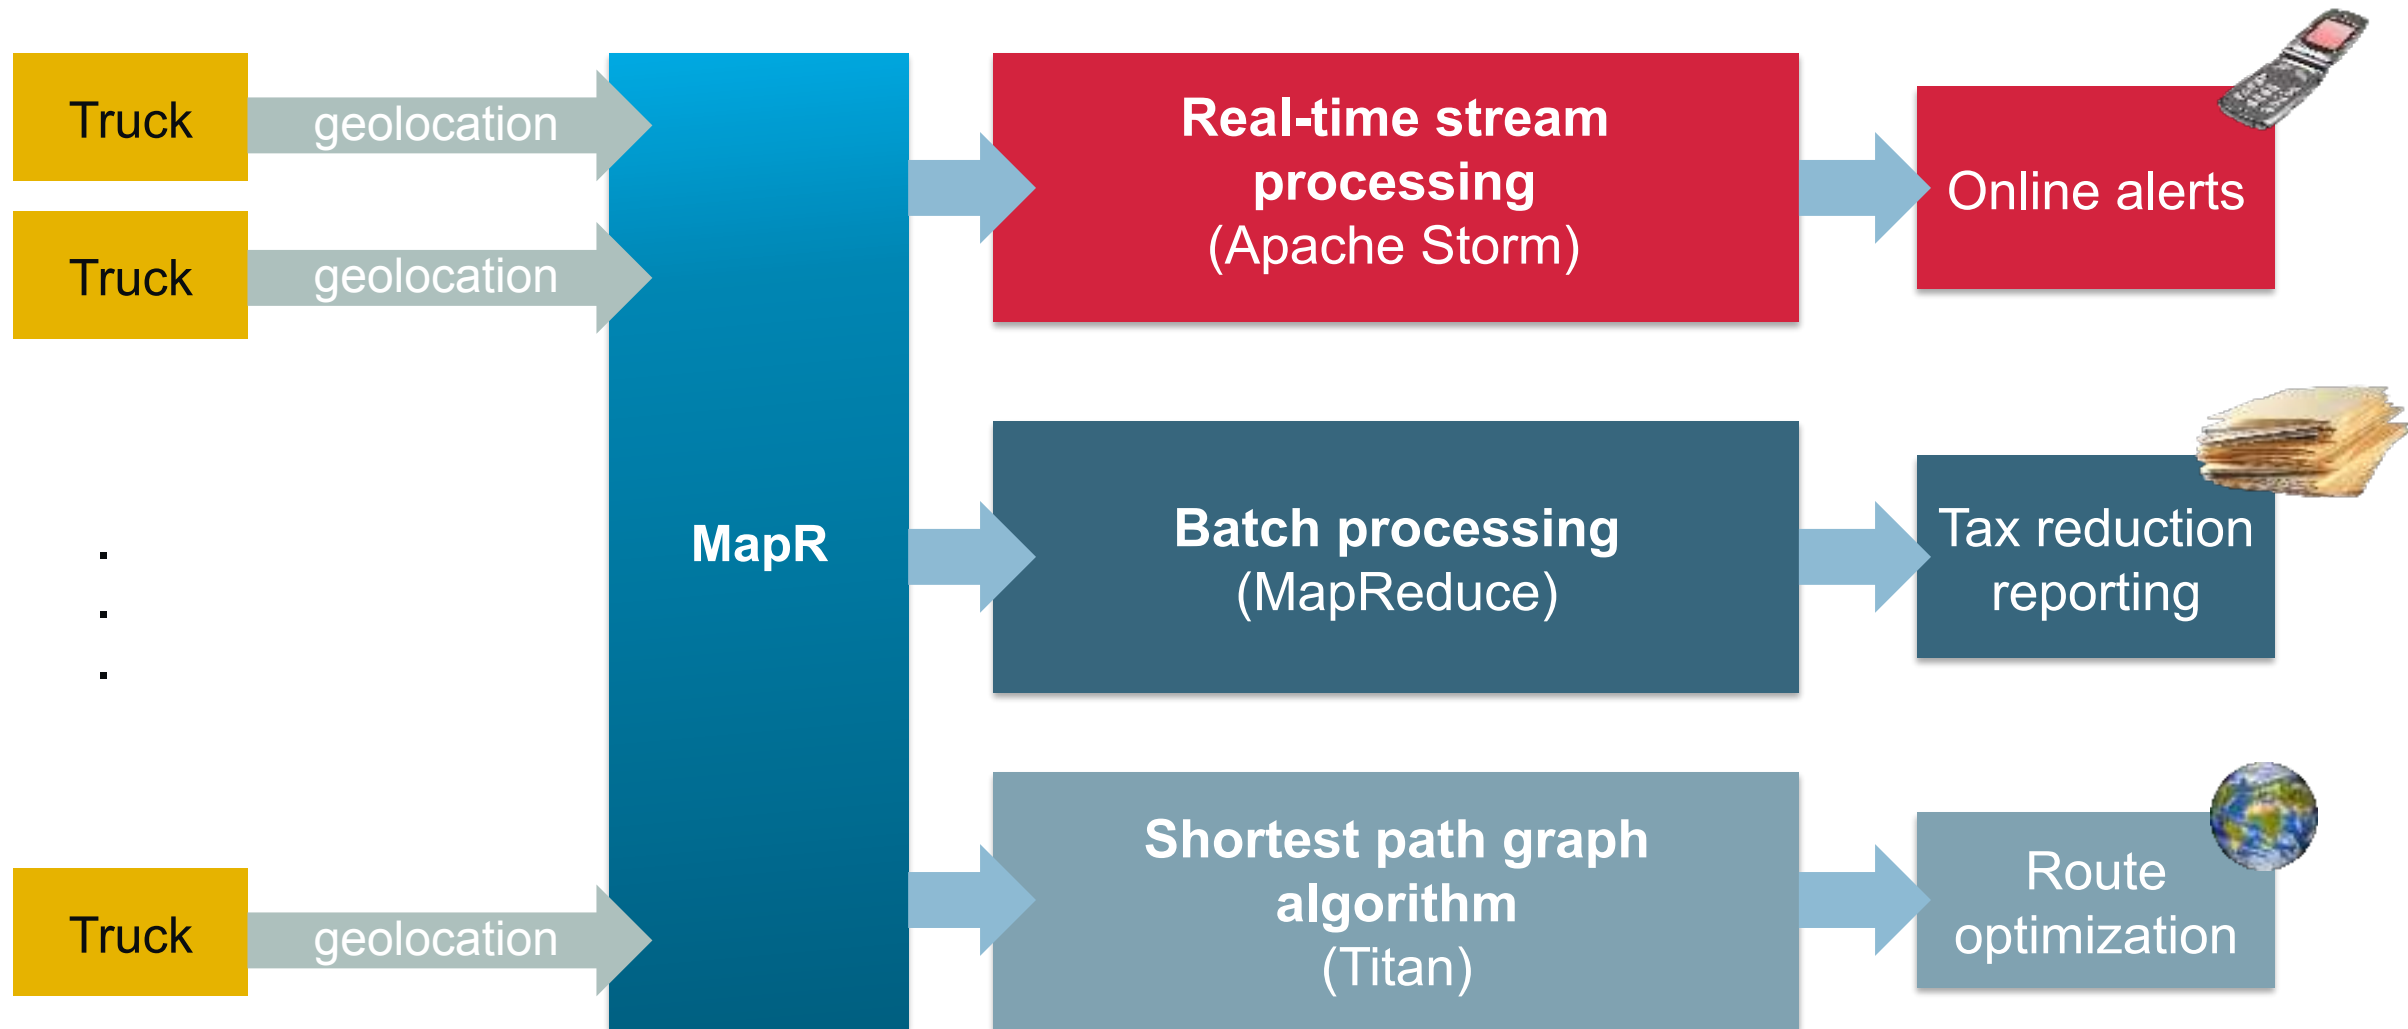 Truck
geolocation
Truck
geolocation
.
.
.
Truck
geolocation
MapR
Real-time stream
processing
(Apache Storm)
Online alerts
Batch processing
(MapReduce)
Tax reduction
reporting
Shortest path graph
algorithm
(Titan)
Route
optimization